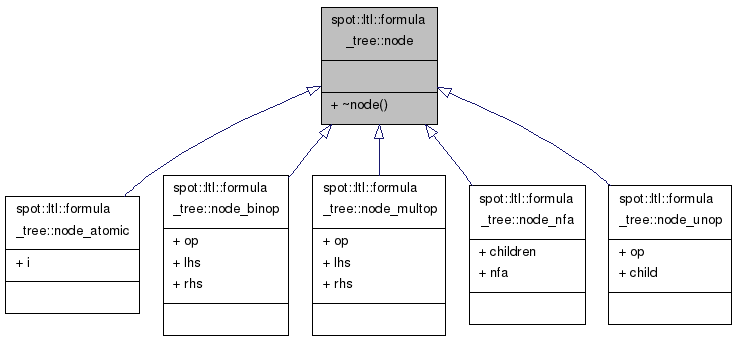 spot::ltl::formula
_tree::node
+ ~node()
spot::ltl::formula
_tree::node_atomic
+ i
spot::ltl::formula
_tree::node_binop
+ op
+ lhs
+ rhs
spot::ltl::formula
_tree::node_multop
+ op
+ lhs
+ rhs
spot::ltl::formula
_tree::node_nfa
+ children
+ nfa
spot::ltl::formula
_tree::node_unop
+ op
+ child